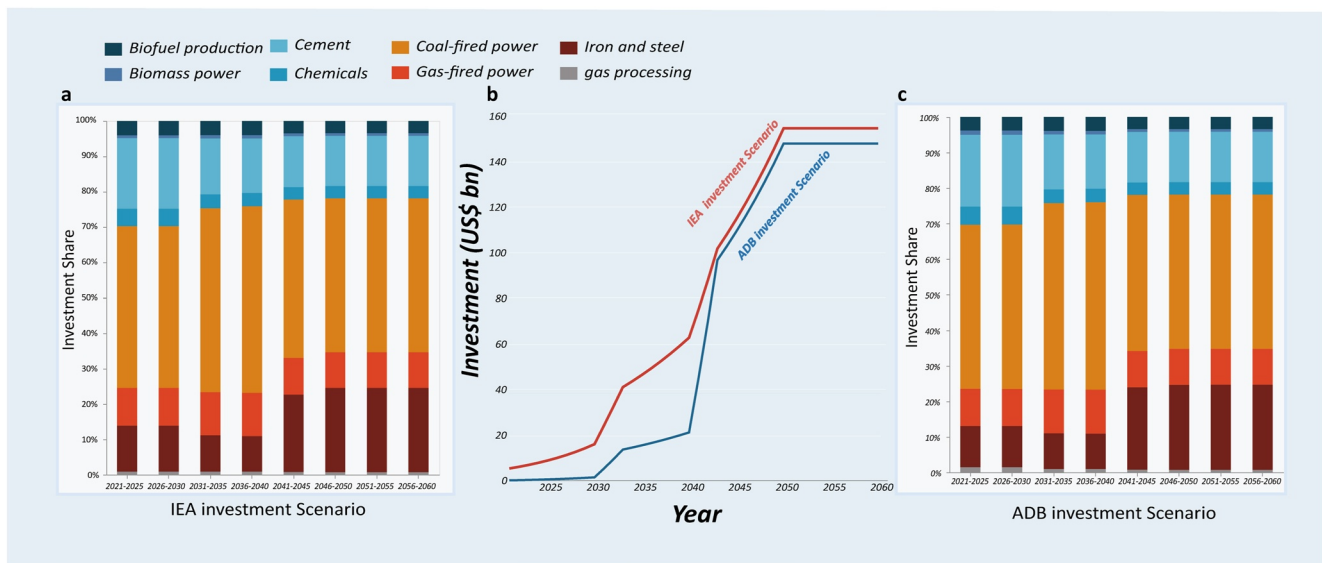 Biofuel production Cement Coal-fired power Iron and steel
Biomass power Chemicals Gas-fired power gas processing
a
100%
90%
80%
70%
60%
50%
40%
30%
20%
10%
0%
Investment Share
2021-2025 2026-2030 2031-2035 2036-2040 2041-2045 2046-2050 2051-2055 2056-2060
IEA investment Scenario
b
160
140
120
100
80
60
40
20
0
Investment (US$ bn)
IEA investment Scenario
ADB investment Scenario
2025 2030 2035 2040 2045 2050 2055 2060
Year
c
100%
90%
80%
70%
60%
50%
40%
30%
20%
10%
0%
Investment Share
2021-2025 2026-2030 2031-2035 2036-2040 2041-2045 2046-2050 2051-2055 2056-2060
ADB investment Scenario